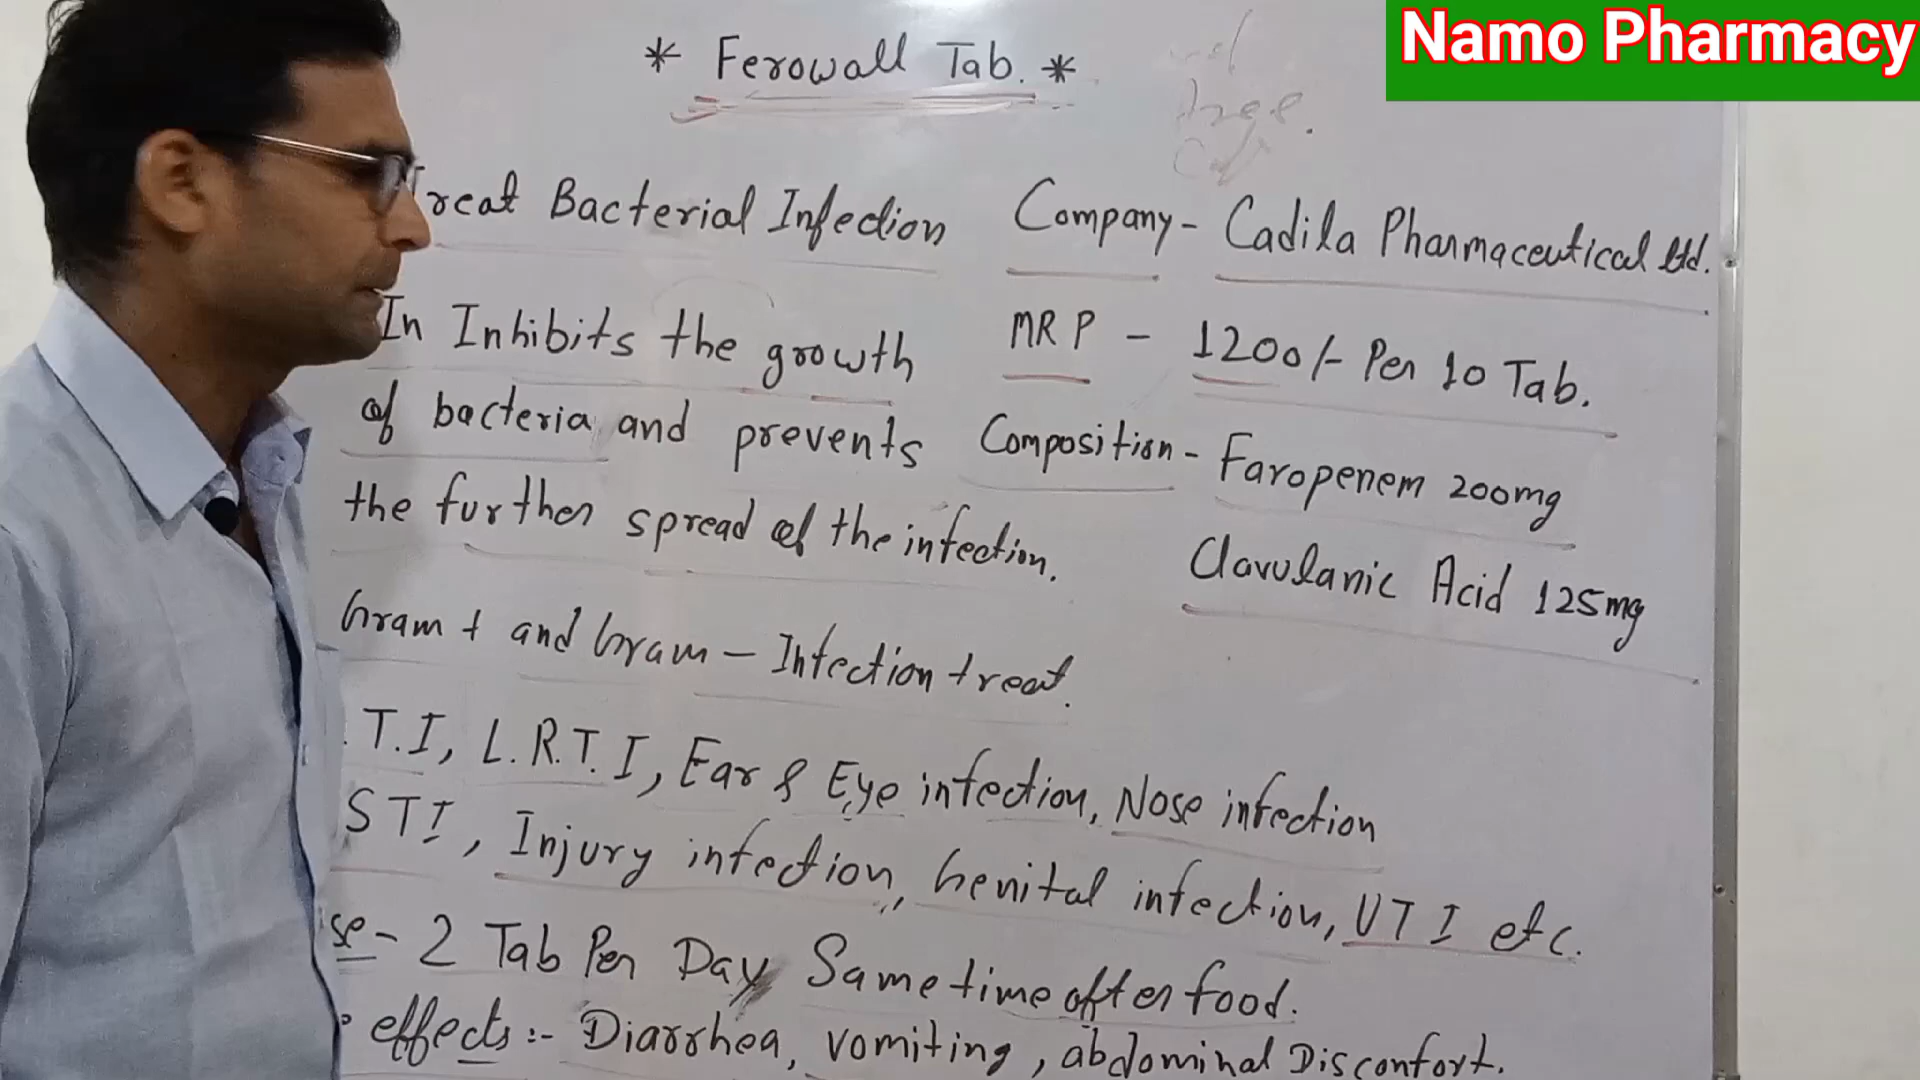 Namo Pharmacy
* Ferowall Tab. *
free.
Treat Bacterial Infection
In Inhibits the growth
of bacteria and prevents
the further spread of the infection.
Gram + and Gram - Infection treat.
Company - Cadila Pharmaceutical Ltd.
MRP - 1200/- Per 10 Tab.
Composition - Faropenem 200mg
Clavulanic Acid 125mg
.T.I, L.R.T.I, Ear & Eye infection, Nose infection
STI, Injury infection, Genital infection, UTI etc.
se - 2 Tab Per Day Same time after food.
effects :- Diarrhea, vomiting, abdominal Disconfort.